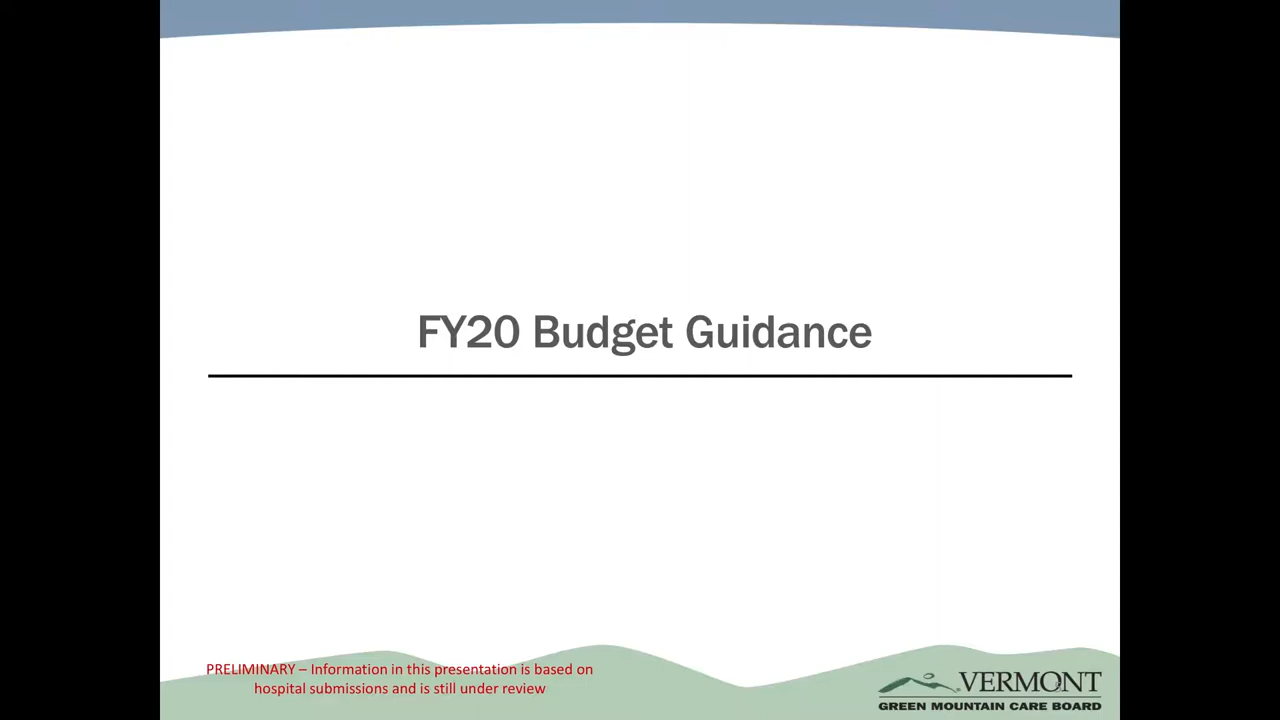 FY20 Budget Guidance
PRELIMINARY – Information in this presentation is based on
hospital submissions and is still under review
VERMONT
GREEN MOUNTAIN CARE BOARD